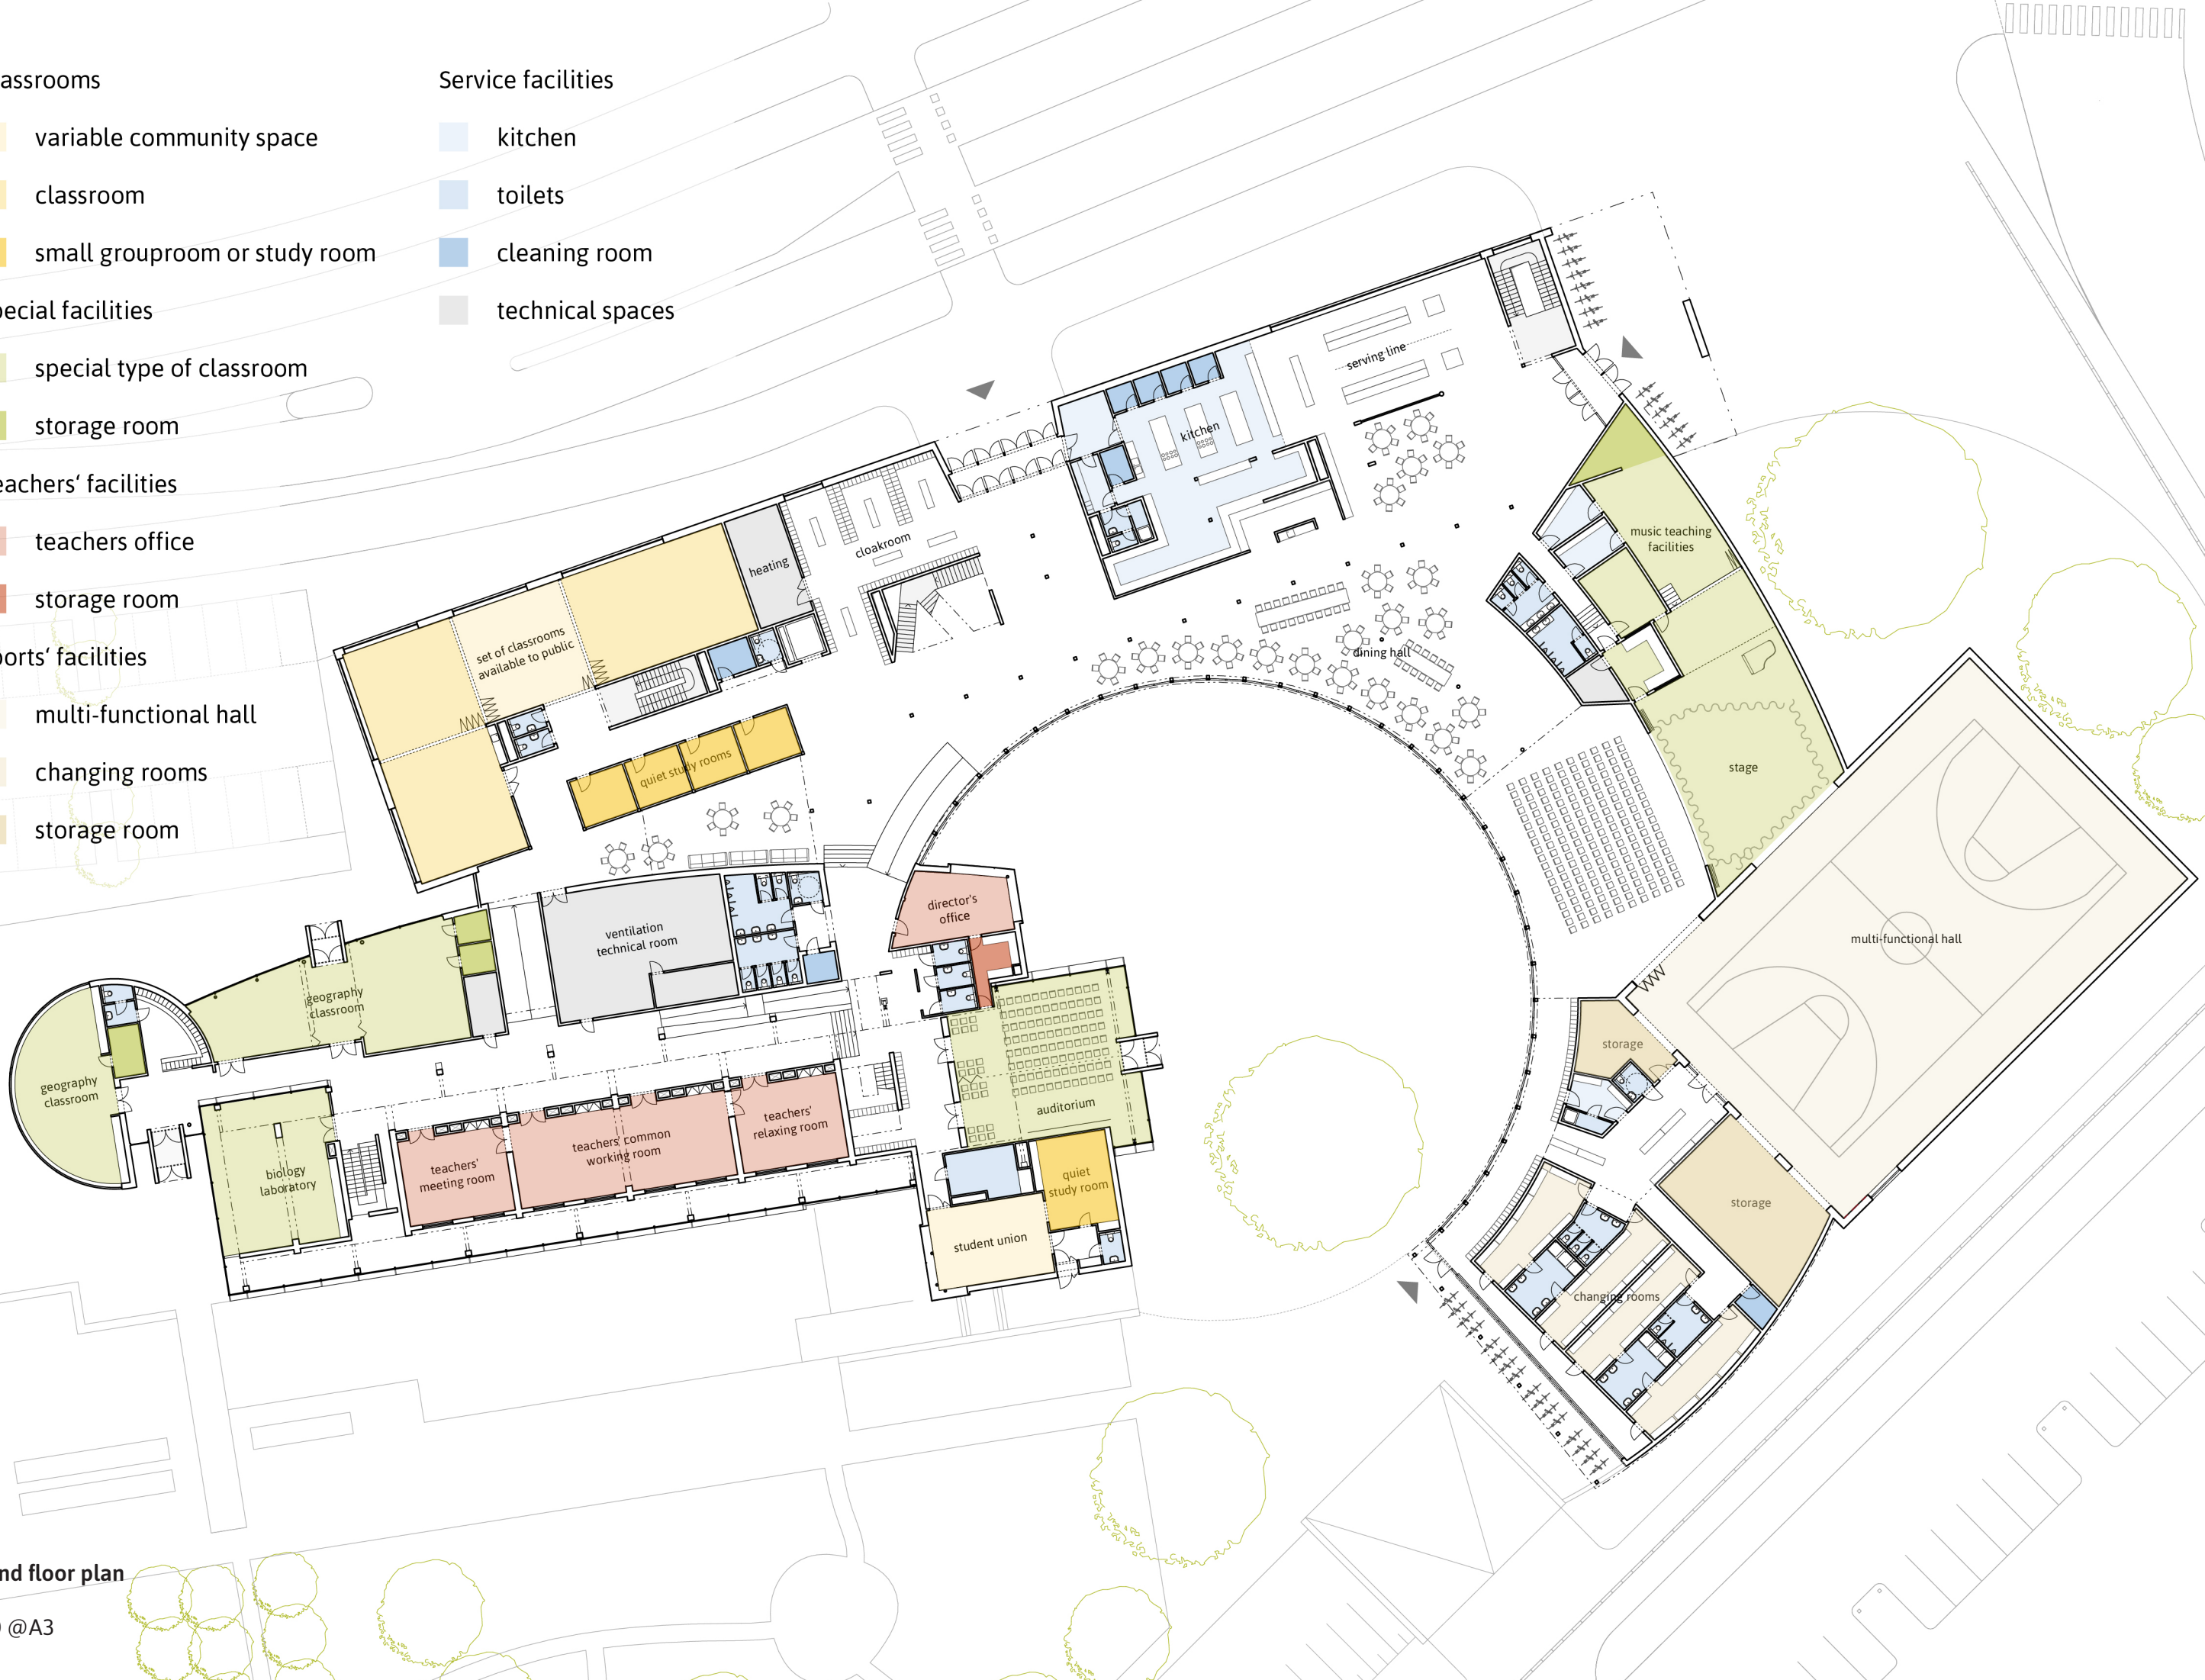 assrooms
variable community space
classroom
small grouproom or study room
ecial facilities
special type of classroom
storage room
eachers‘ facilities
teachers office
storage room
orts‘ facilities
multi-functional hall
changing rooms
storage room
Service facilities
kitchen
toilets
cleaning room
technical spaces
serving line
kitchen
cloakroom
heating
set of classrooms
available to public
quiet study rooms
dining hall
music teaching
facilities
stage
multi-functional hall
director's
office
ventilation
technical room
geography
classroom
geography
classroom
biology
laboratory
teachers'
meeting room
teachers' common
working room
teachers'
relaxing room
auditorium
quiet
study room
student union
storage
storage
changing rooms
nd floor plan
@A3